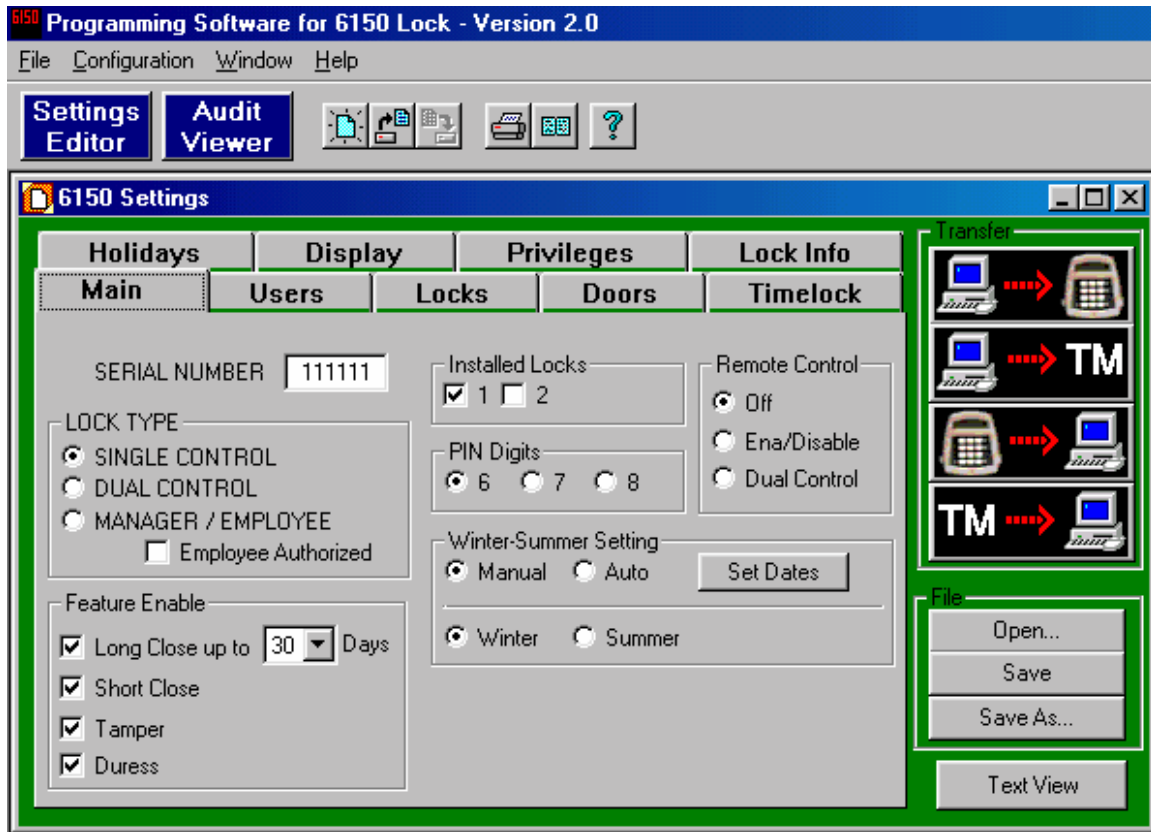 6150 Programming Software for 6150 Lock - Version 2.0
File Configuration Window Help
Settings Editor
Audit Viewer
?
6150 Settings
Holidays Display Privileges Lock Info
Main Users Locks Doors Timelock
SERIAL NUMBER 111111
LOCK TYPE
SINGLE CONTROL
DUAL CONTROL
MANAGER / EMPLOYEE
Employee Authorized
Feature Enable
Long Close up to 30 Days
Short Close
Tamper
Duress
Installed Locks
1 2
PIN Digits
6 7 8
Remote Control
Off
Ena/Disable
Dual Control
Winter-Summer Setting
Manual Auto Set Dates
Winter Summer
Transfer
TM
TM
File
Open...
Save
Save As...
Text View